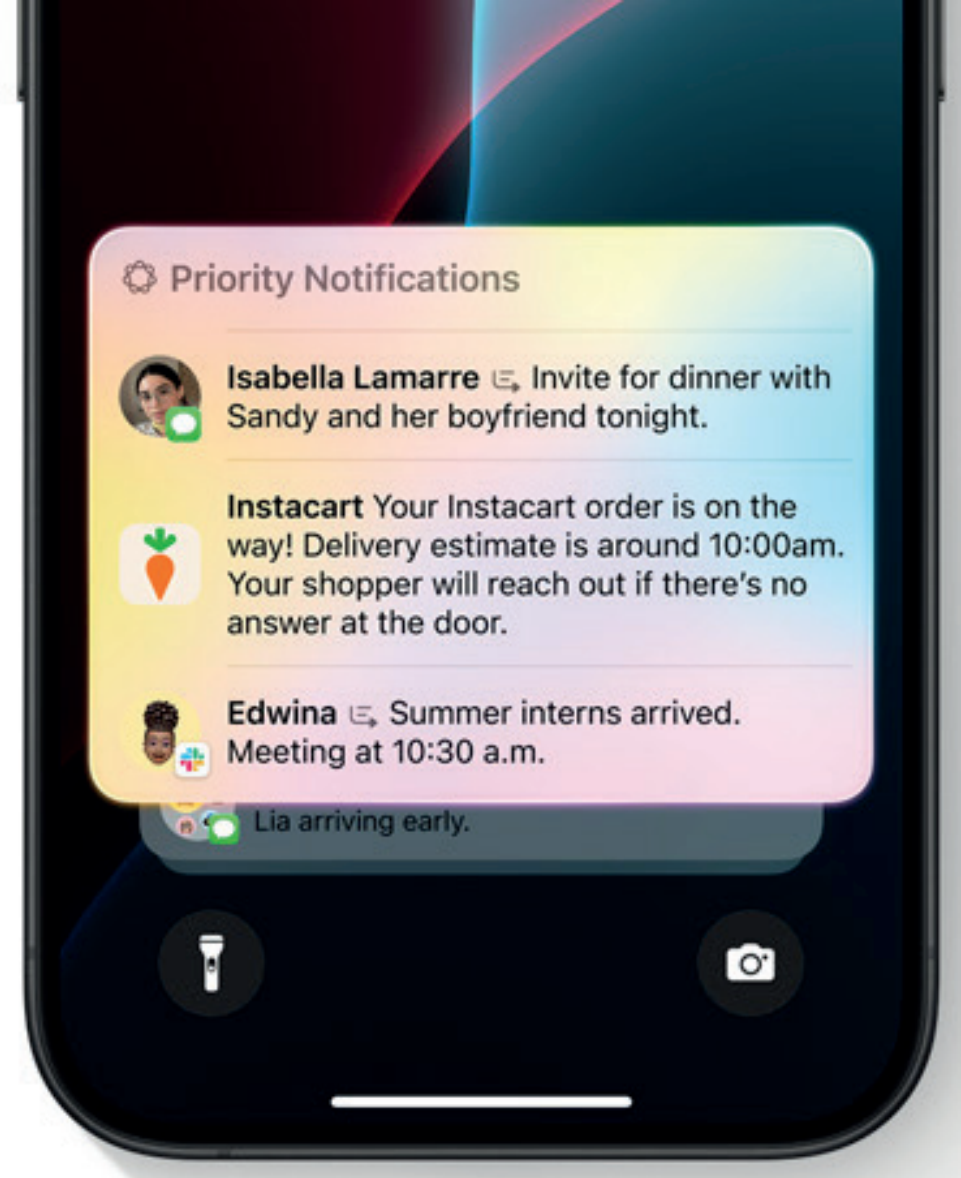 Priority Notifications
Isabella Lamarre Invite for dinner with
Sandy and her boyfriend tonight.
Instacart Your Instacart order is on the
way! Delivery estimate is around 10:00am.
Your shopper will reach out if there's no
answer at the door.
Edwina Summer interns arrived.
Meeting at 10:30 a.m.
Lia arriving early.